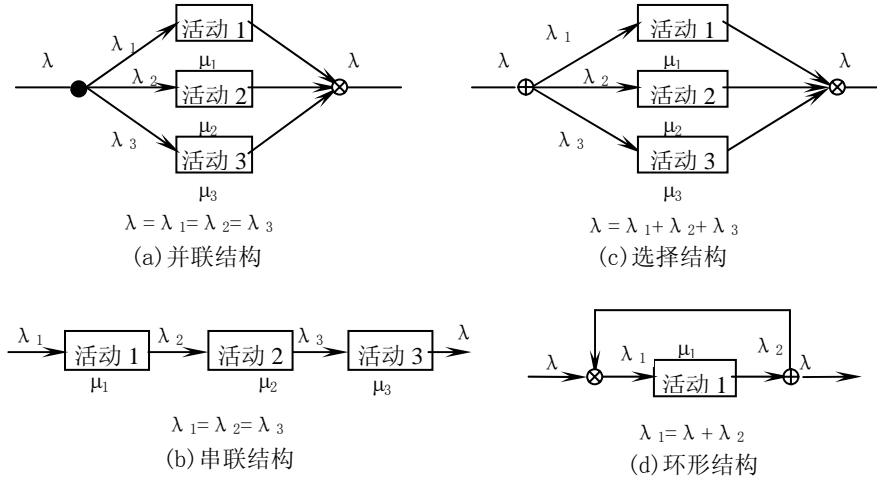 活动 1
λ 1
λ
λ
μ1
λ 2
活动 2
μ2
λ 3
活动 3
μ3
λ = λ 1= λ 2= λ 3
(a)并联结构
活动 1
λ 1
λ
λ
μ1
λ 2
活动 2
μ2
λ 3
活动 3
μ3
λ = λ 1+ λ 2+ λ 3
(c)选择结构
λ 1
活动 1
λ 2
活动 2
λ 3
活动 3
λ
μ1
μ2
μ3
λ 1= λ 2= λ 3
(b)串联结构
λ
λ 1
μ1
活动 1
λ 2
λ
λ 1= λ + λ 2
(d)环形结构